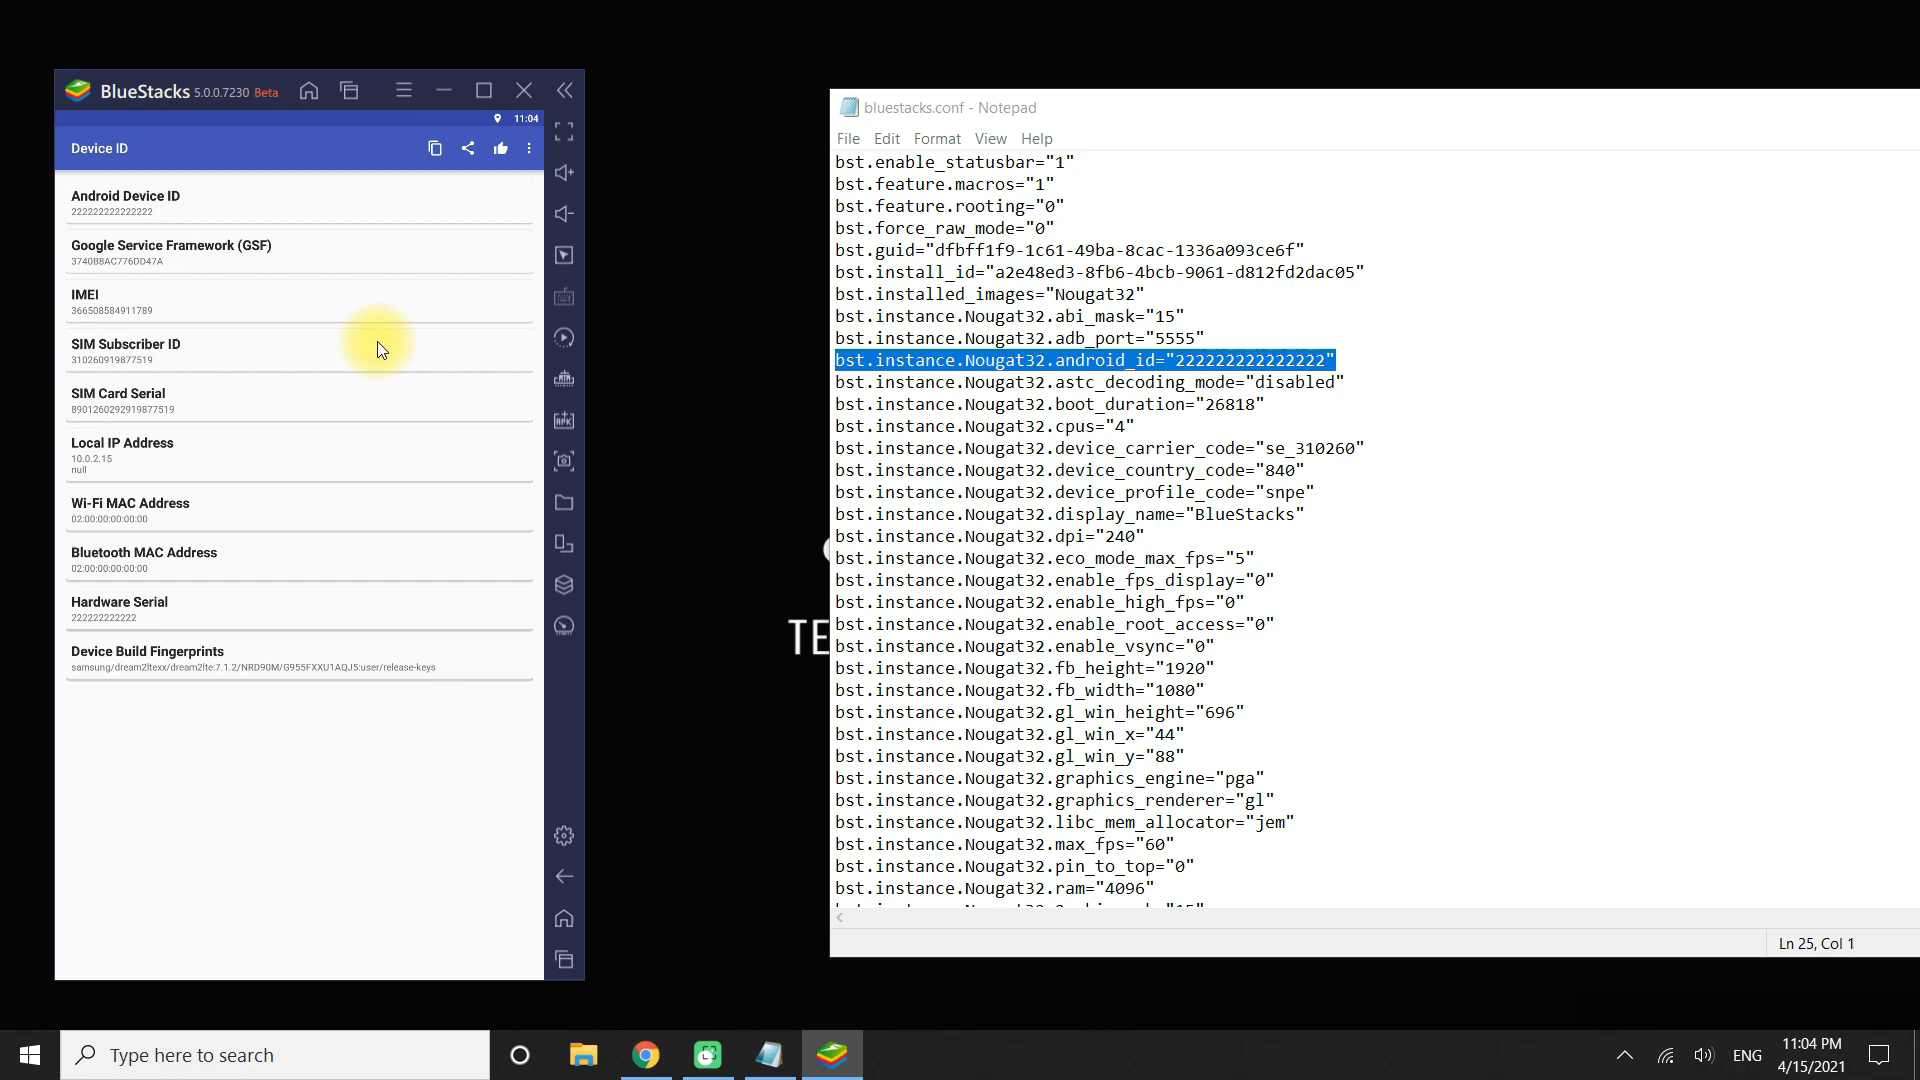 BlueStacks 5.0.0.7230 Beta
11:04
Device ID
Android Device ID
222222222222222
Google Service Framework (GSF)
3740B8AC776DD47A
IMEI
366508584911789
SIM Subscriber ID
310260919877519
SIM Card Serial
8901260292919877519
Local IP Address
10.0.2.15
null
Wi-Fi MAC Address
02:00:00:00:00:00
Bluetooth MAC Address
02:00:00:00:00:00
Hardware Serial
222222222222
Device Build Fingerprints
samsung/dream2ltexx/dream2lte:7.1.2/NRD90M/G955FXXU1AQJ5:user/release-keys
TE
bluestacks.conf - Notepad
File Edit Format View Help
bst.enable_statusbar="1"
bst.feature.macros="1"
bst.feature.rooting="0"
bst.force_raw_mode="0"
bst.guid="dfbff1f9-1c61-49ba-8cac-1336a093ce6f"
bst.install_id="a2e48ed3-8fb6-4bcb-9061-d812fd2dac05"
bst.installed_images="Nougat32"
bst.instance.Nougat32.abi_mask="15"
bst.instance.Nougat32.adb_port="5555"
bst.instance.Nougat32.android_id="222222222222222"
bst.instance.Nougat32.astc_decoding_mode="disabled"
bst.instance.Nougat32.boot_duration="26818"
bst.instance.Nougat32.cpus="4"
bst.instance.Nougat32.device_carrier_code="se_310260"
bst.instance.Nougat32.device_country_code="840"
bst.instance.Nougat32.device_profile_code="snpe"
bst.instance.Nougat32.display_name="BlueStacks"
bst.instance.Nougat32.dpi="240"
bst.instance.Nougat32.eco_mode_max_fps="5"
bst.instance.Nougat32.enable_fps_display="0"
bst.instance.Nougat32.enable_high_fps="0"
bst.instance.Nougat32.enable_root_access="0"
bst.instance.Nougat32.enable_vsync="0"
bst.instance.Nougat32.fb_height="1920"
bst.instance.Nougat32.fb_width="1080"
bst.instance.Nougat32.gl_win_height="696"
bst.instance.Nougat32.gl_win_x="44"
bst.instance.Nougat32.gl_win_y="88"
bst.instance.Nougat32.graphics_engine="pga"
bst.instance.Nougat32.graphics_renderer="gl"
bst.instance.Nougat32.libc_mem_allocator="jem"
bst.instance.Nougat32.max_fps="60"
bst.instance.Nougat32.pin_to_top="0"
bst.instance.Nougat32.ram="4096"
Ln 25, Col 1
Type here to search
ENG
11:04 PM
4/15/2021